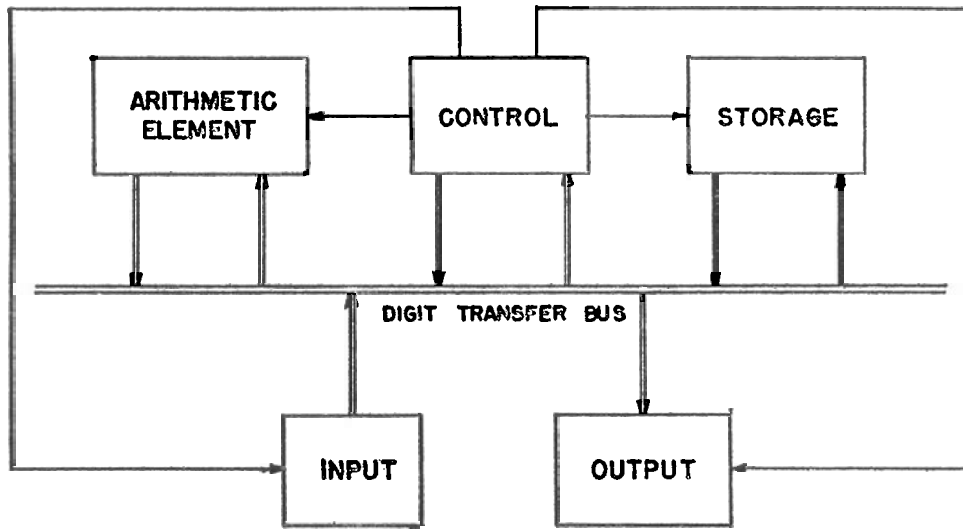 ARITHMETIC
ELEMENT
CONTROL
STORAGE
DIGIT TRANSFER BUS
INPUT
OUTPUT